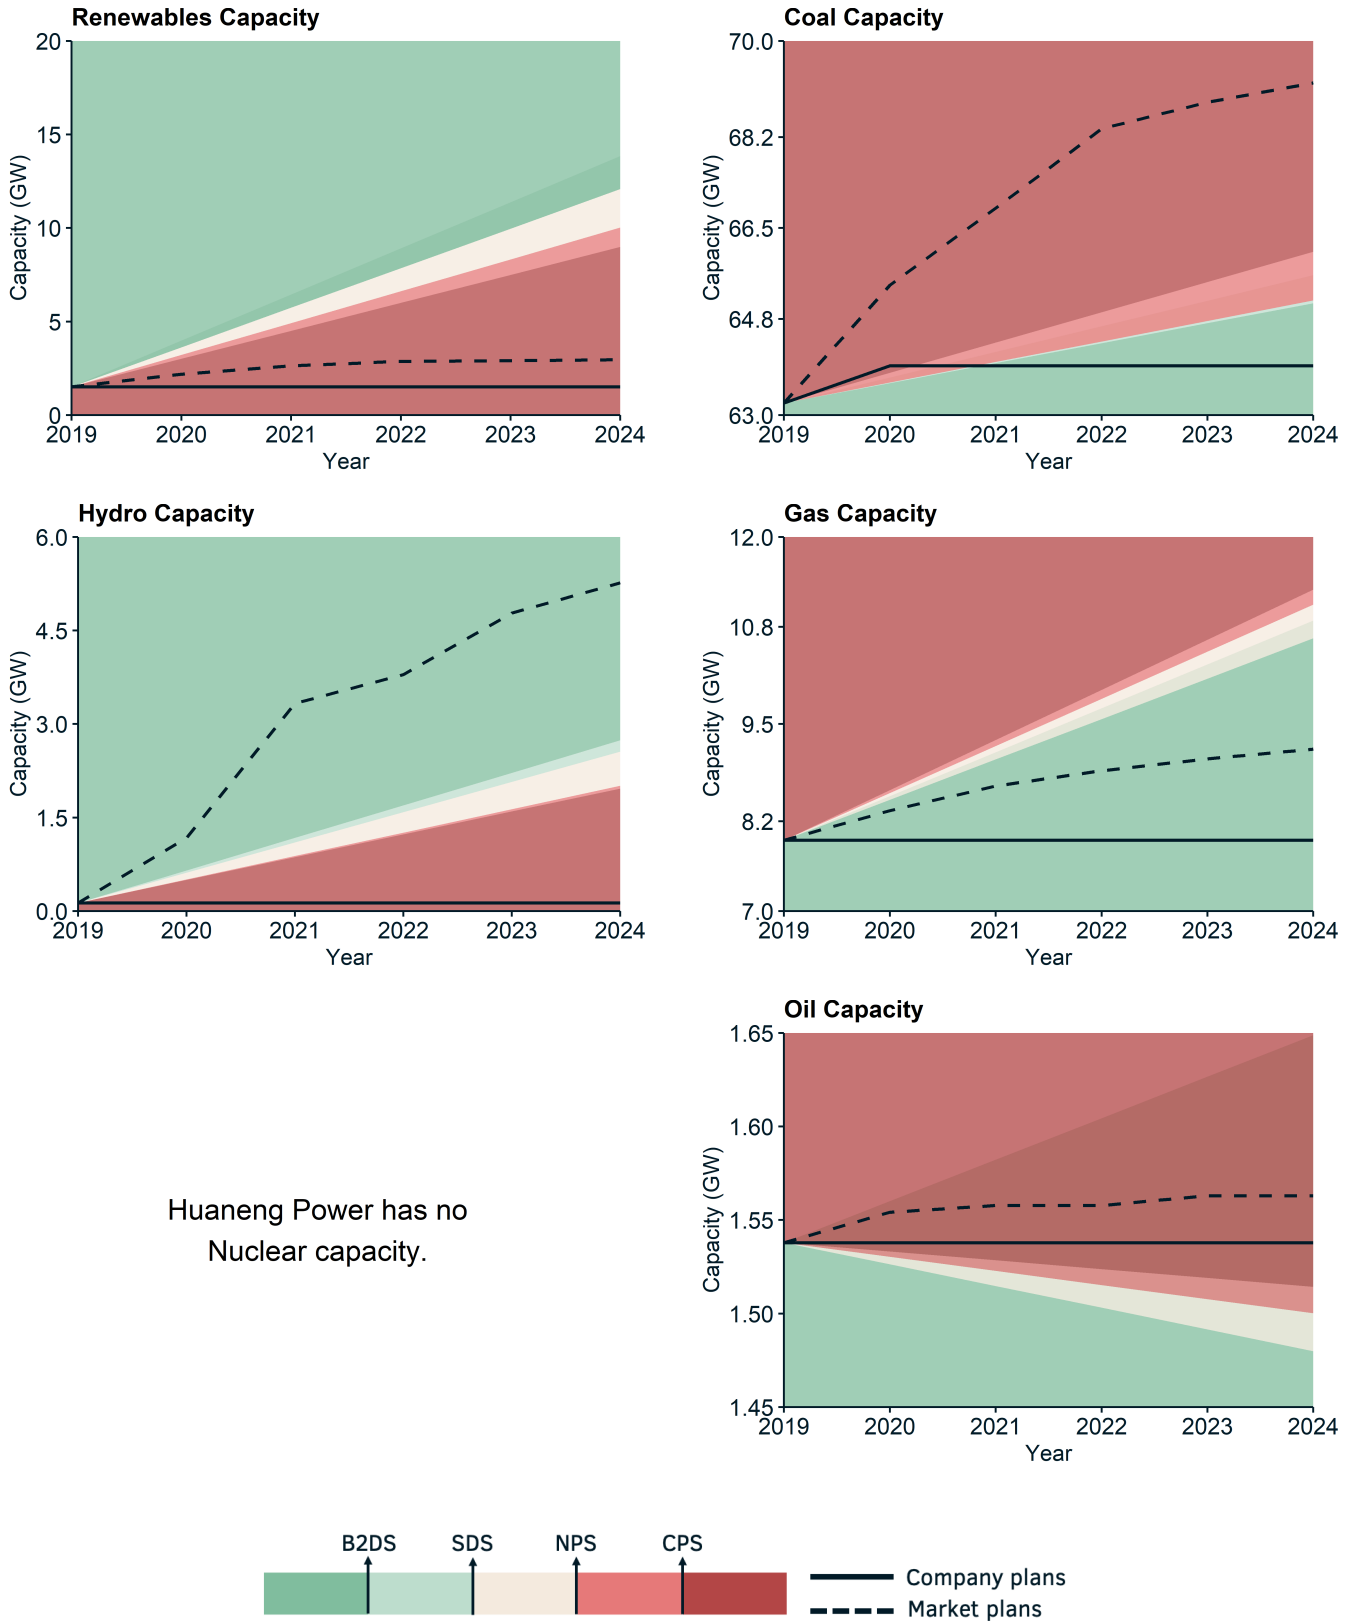 Renewables Capacity
Capacity (GW)
20
15
10
5
0
2019 2020 2021 2022 2023 2024
Year
Coal Capacity
Capacity (GW)
70.0
68.2
66.5
64.8
63.0
2019 2020 2021 2022 2023 2024
Year
Hydro Capacity
Capacity (GW)
6.0
4.5
3.0
1.5
0.0
2019 2020 2021 2022 2023 2024
Year
Gas Capacity
Capacity (GW)
12.0
10.8
9.5
8.2
7.0
2019 2020 2021 2022 2023 2024
Year
Huaneng Power has no
Nuclear capacity.
Oil Capacity
Capacity (GW)
1.65
1.60
1.55
1.50
1.45
2019 2020 2021 2022 2023 2024
Year
B2DS SDS NPS CPS
Company plans
Market plans